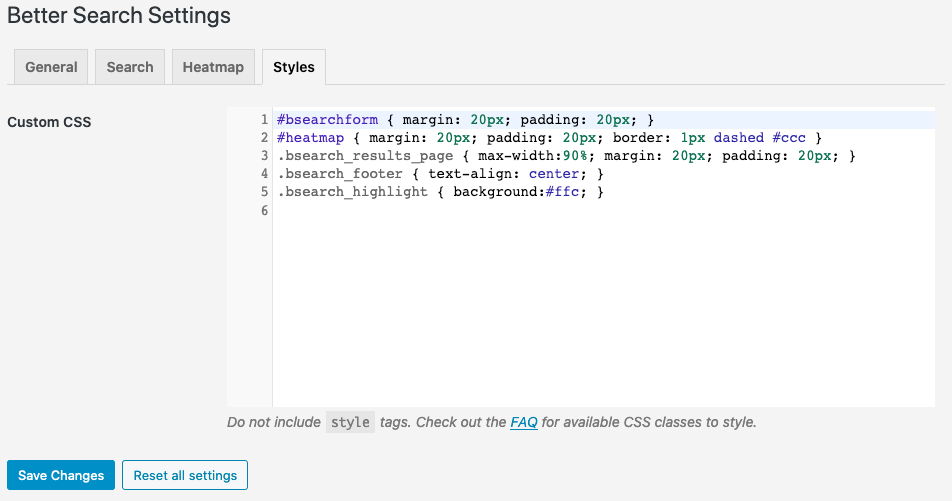 Better Search Settings
General Search Heatmap Styles
Custom CSS
1 #bsearchform { margin: 20px; padding: 20px; }
2 #heatmap { margin: 20px; padding: 20px; border: 1px dashed #ccc }
3 .bsearch_results_page { max-width:90%; margin: 20px; padding: 20px; }
4 .bsearch_footer { text-align: center; }
5 .bsearch_highlight { background:#ffc; }
6
Do not include style tags. Check out the FAQ for available CSS classes to style.
Save Changes Reset all settings